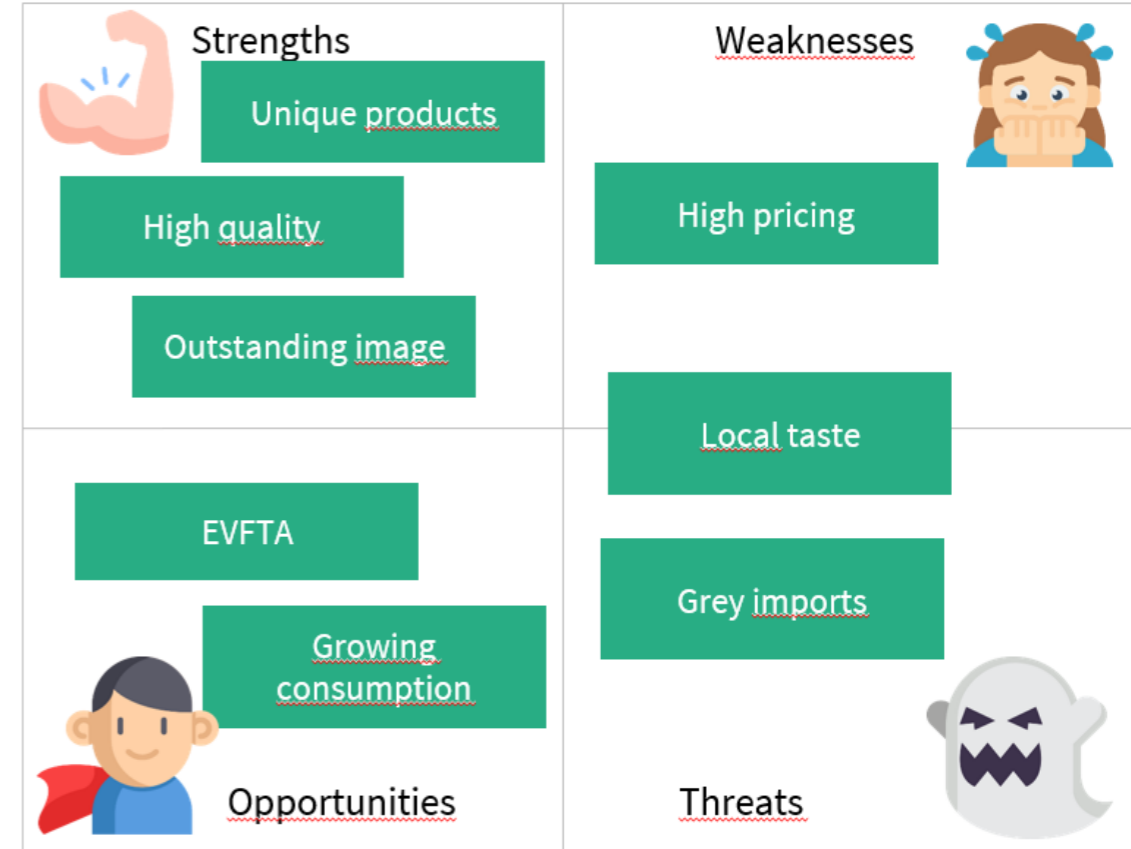 Strengths
Unique products
High quality
Outstanding image
Weaknesses
High pricing
Local taste
EVFTA
Growing
consumption
Opportunities
Grey imports
Threats